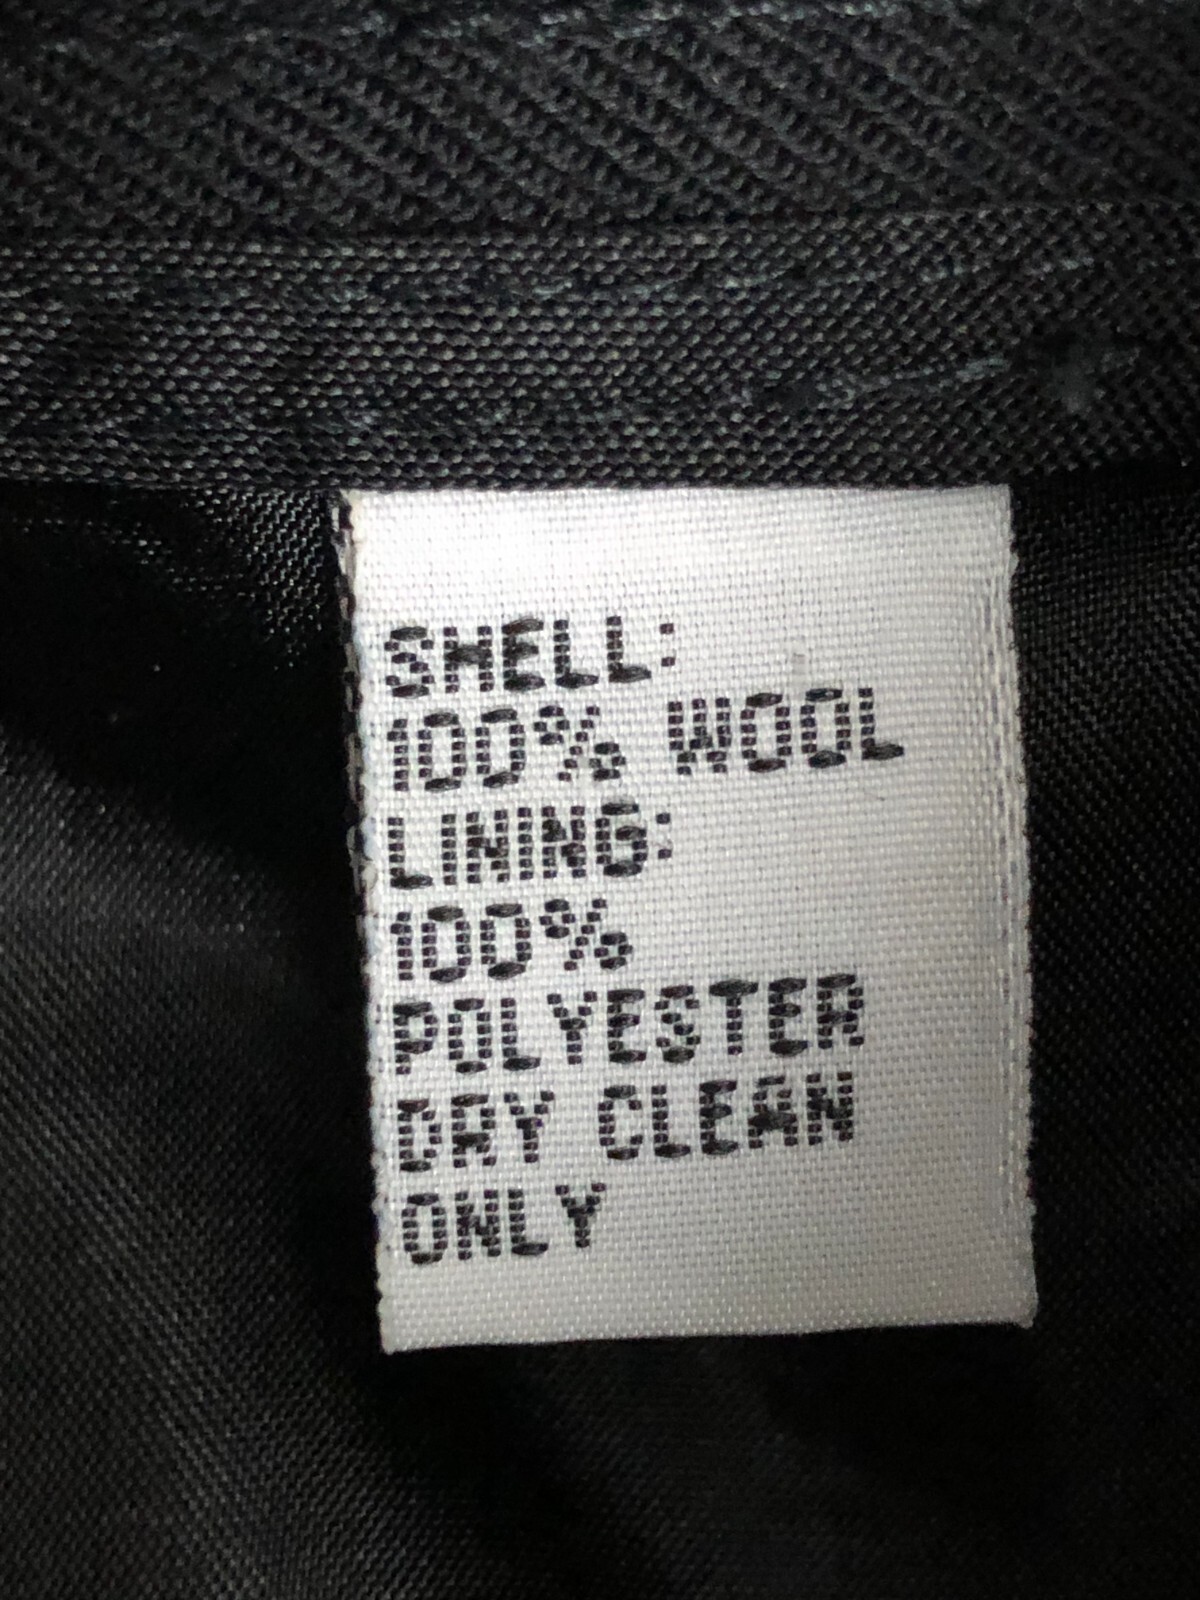 SHELL:
100% WOOL
LINING:
100%
POLYESTER
DRY CLEAN
ONLY